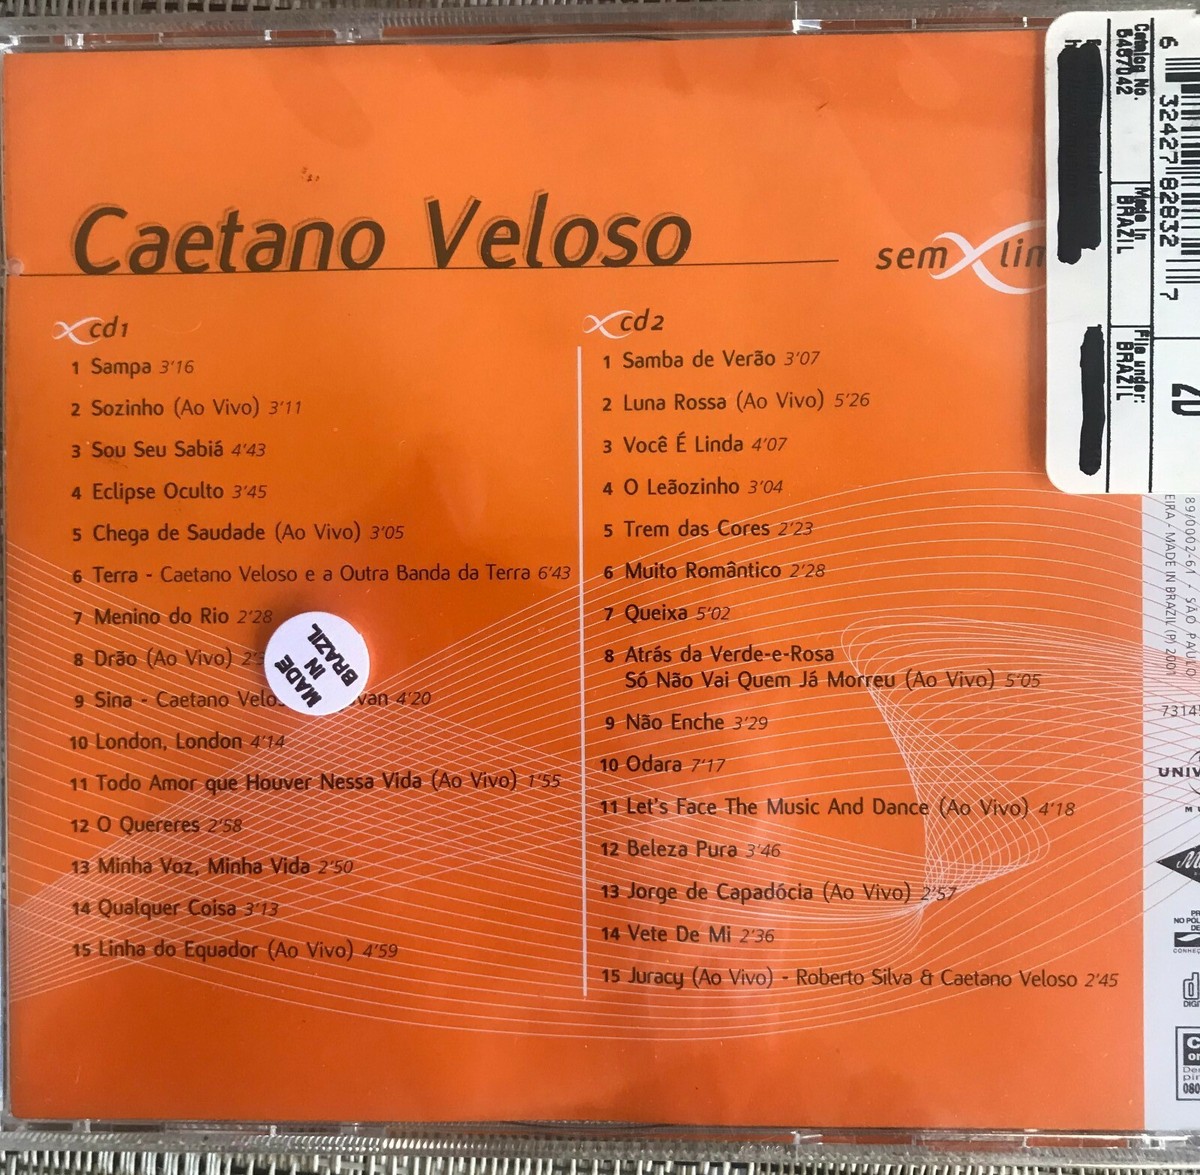 Caetano Veloso
sem
cd1
1 Sampa 3'16
2 Sozinho (Ao Vivo) 3'11
3 Sou Seu Sabiá 4'43
4 Eclipse Oculto 3'45
5 Chega de Saudade (Ao Vivo) 3'05
6 Terra - Caetano Veloso e a Outra Banda da Terra 6'43
7 Menino do Rio 2'28
8 Drão (Ao Vivo)
9 Sina - Caetano 4'20
10 London, London 4'14
11 Todo Amor que Houver Nessa Vida (Ao Vivo) 1'55
12 O Quereres 2'58
13 Minha Voz, Minha Vida 2'50
14 Qualquer Coisa 3'13
15 Linha do Equador (Ao Vivo) 4'59
MADE
IN
BRAZIL
cd2
1 Samba de Verão 3'07
2 Luna Rossa (Ao Vivo) 5'26
3 Você É Linda 4'07
4 O Leãozinho 3'04
5 Trem das Cores 2'23
6 Muito Romântico 2'28
7 Queixa 5'02
8 Atrás da Verde-e-Rosa
Só Não Vai Quem Já Morreu (Ao Vivo) 5'05
9 Não Enche 3'29
10 Odara 7'17
11 Let's Face The Music And Dance (Ao Vivo) 4'18
12 Beleza Pura 3'46
13 Jorge de Capadócia (Ao Vivo) 2'57
14 Vete De Mi 2'36
15 Juracy (Ao Vivo) - Roberto Silva & Caetano Veloso 2'45
6 32427 82832 7
Catalog No.
5467042
Made In
BRAZIL
File under:
BRAZIL
89/0002-61 - SÃO PAULO
- MADE IN BRAZIL (P) 2001